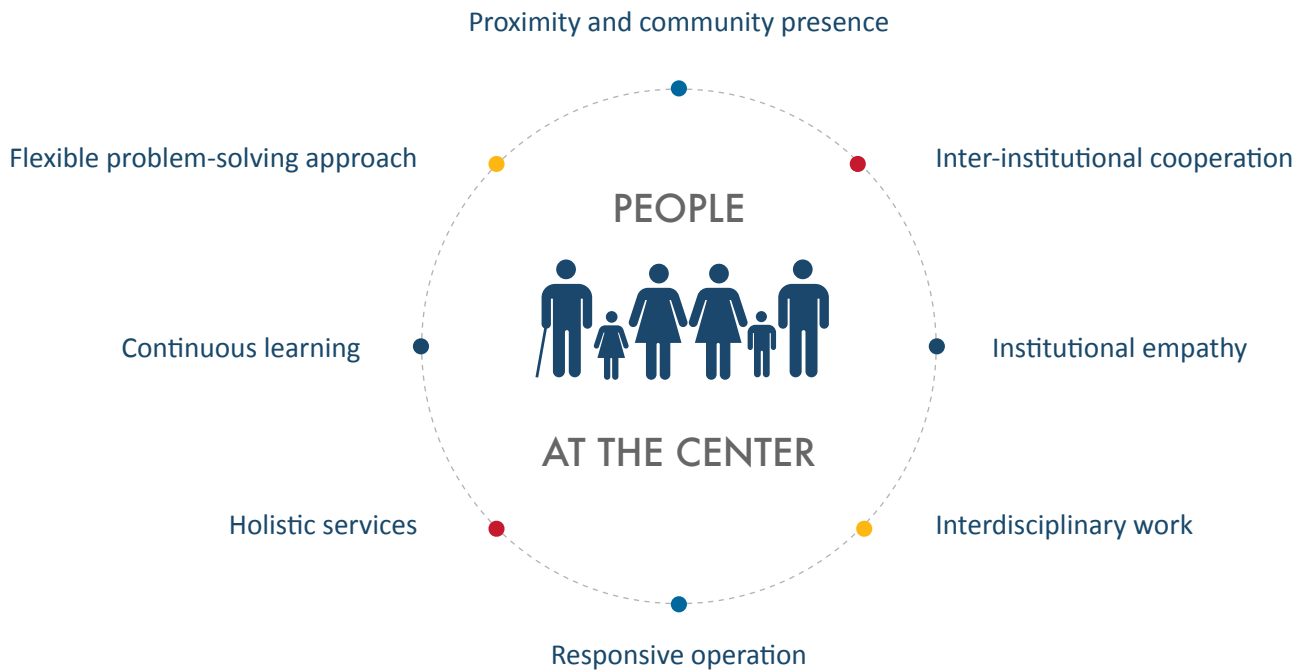 Proximity and community presence
Flexible problem-solving approach
Inter-institutional cooperation
PEOPLE
Continuous learning
Institutional empathy
AT THE CENTER
Holistic services
Interdisciplinary work
Responsive operation